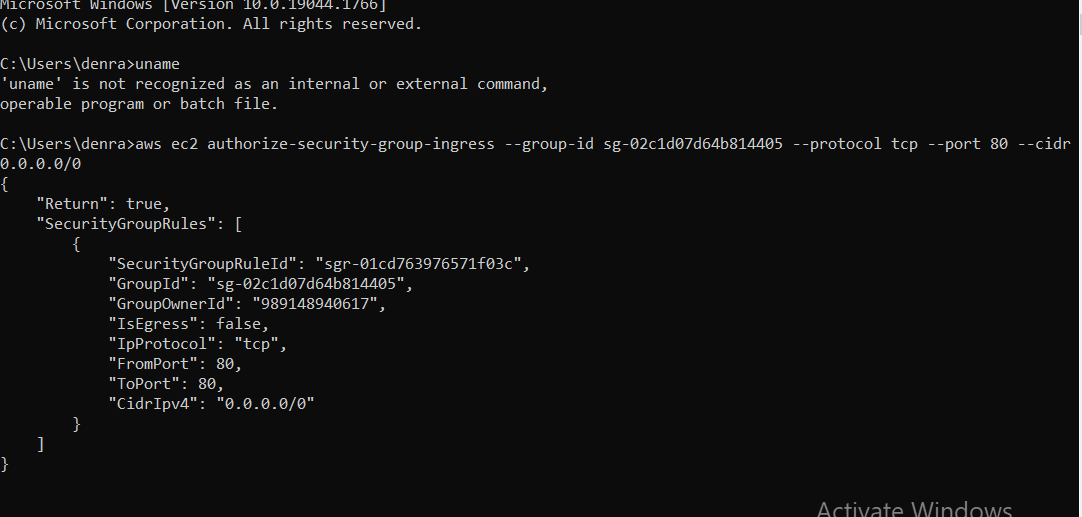 Microsoft Windows [Version 10.0.19044.1766]
(c) Microsoft Corporation. All rights reserved.
C:\Users\denra>uname
'uname' is not recognized as an internal or external command,
operable program or batch file.
C:\Users\denra>aws ec2 authorize-security-group-ingress --group-id sg-02c1d07d64b814405 --protocol tcp --port 80 --cidr
0.0.0.0/0
{
    "Return": true,
    "SecurityGroupRules": [
        {
            "SecurityGroupRuleId": "sgr-01cd763976571f03c",
            "GroupId": "sg-02c1d07d64b814405",
            "GroupOwnerId": "989148940617",
            "IsEgress": false,
            "IpProtocol": "tcp",
            "FromPort": 80,
            "ToPort": 80,
            "CidrIpv4": "0.0.0.0/0"
        }
    ]
}
Activate Windows